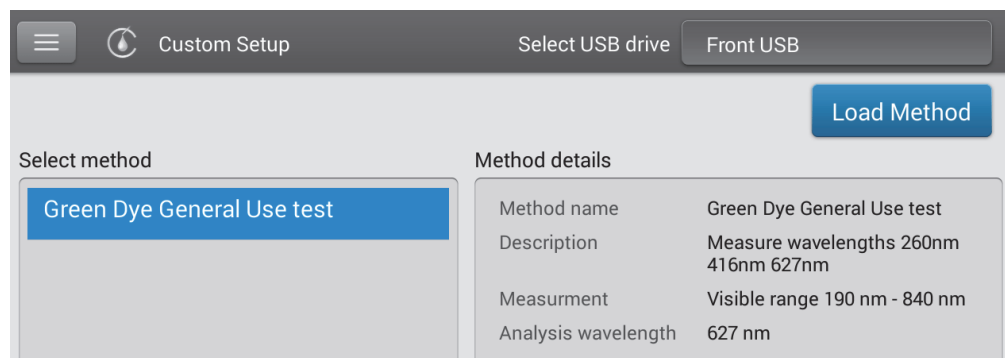 Custom Setup
Select USB drive
Front USB
Load Method
Select method
Method details
Green Dye General Use test
Method name
Green Dye General Use test
Description
Measure wavelengths 260nm
416nm 627nm
Measurment
Visible range 190 nm - 840 nm
Analysis wavelength
627 nm